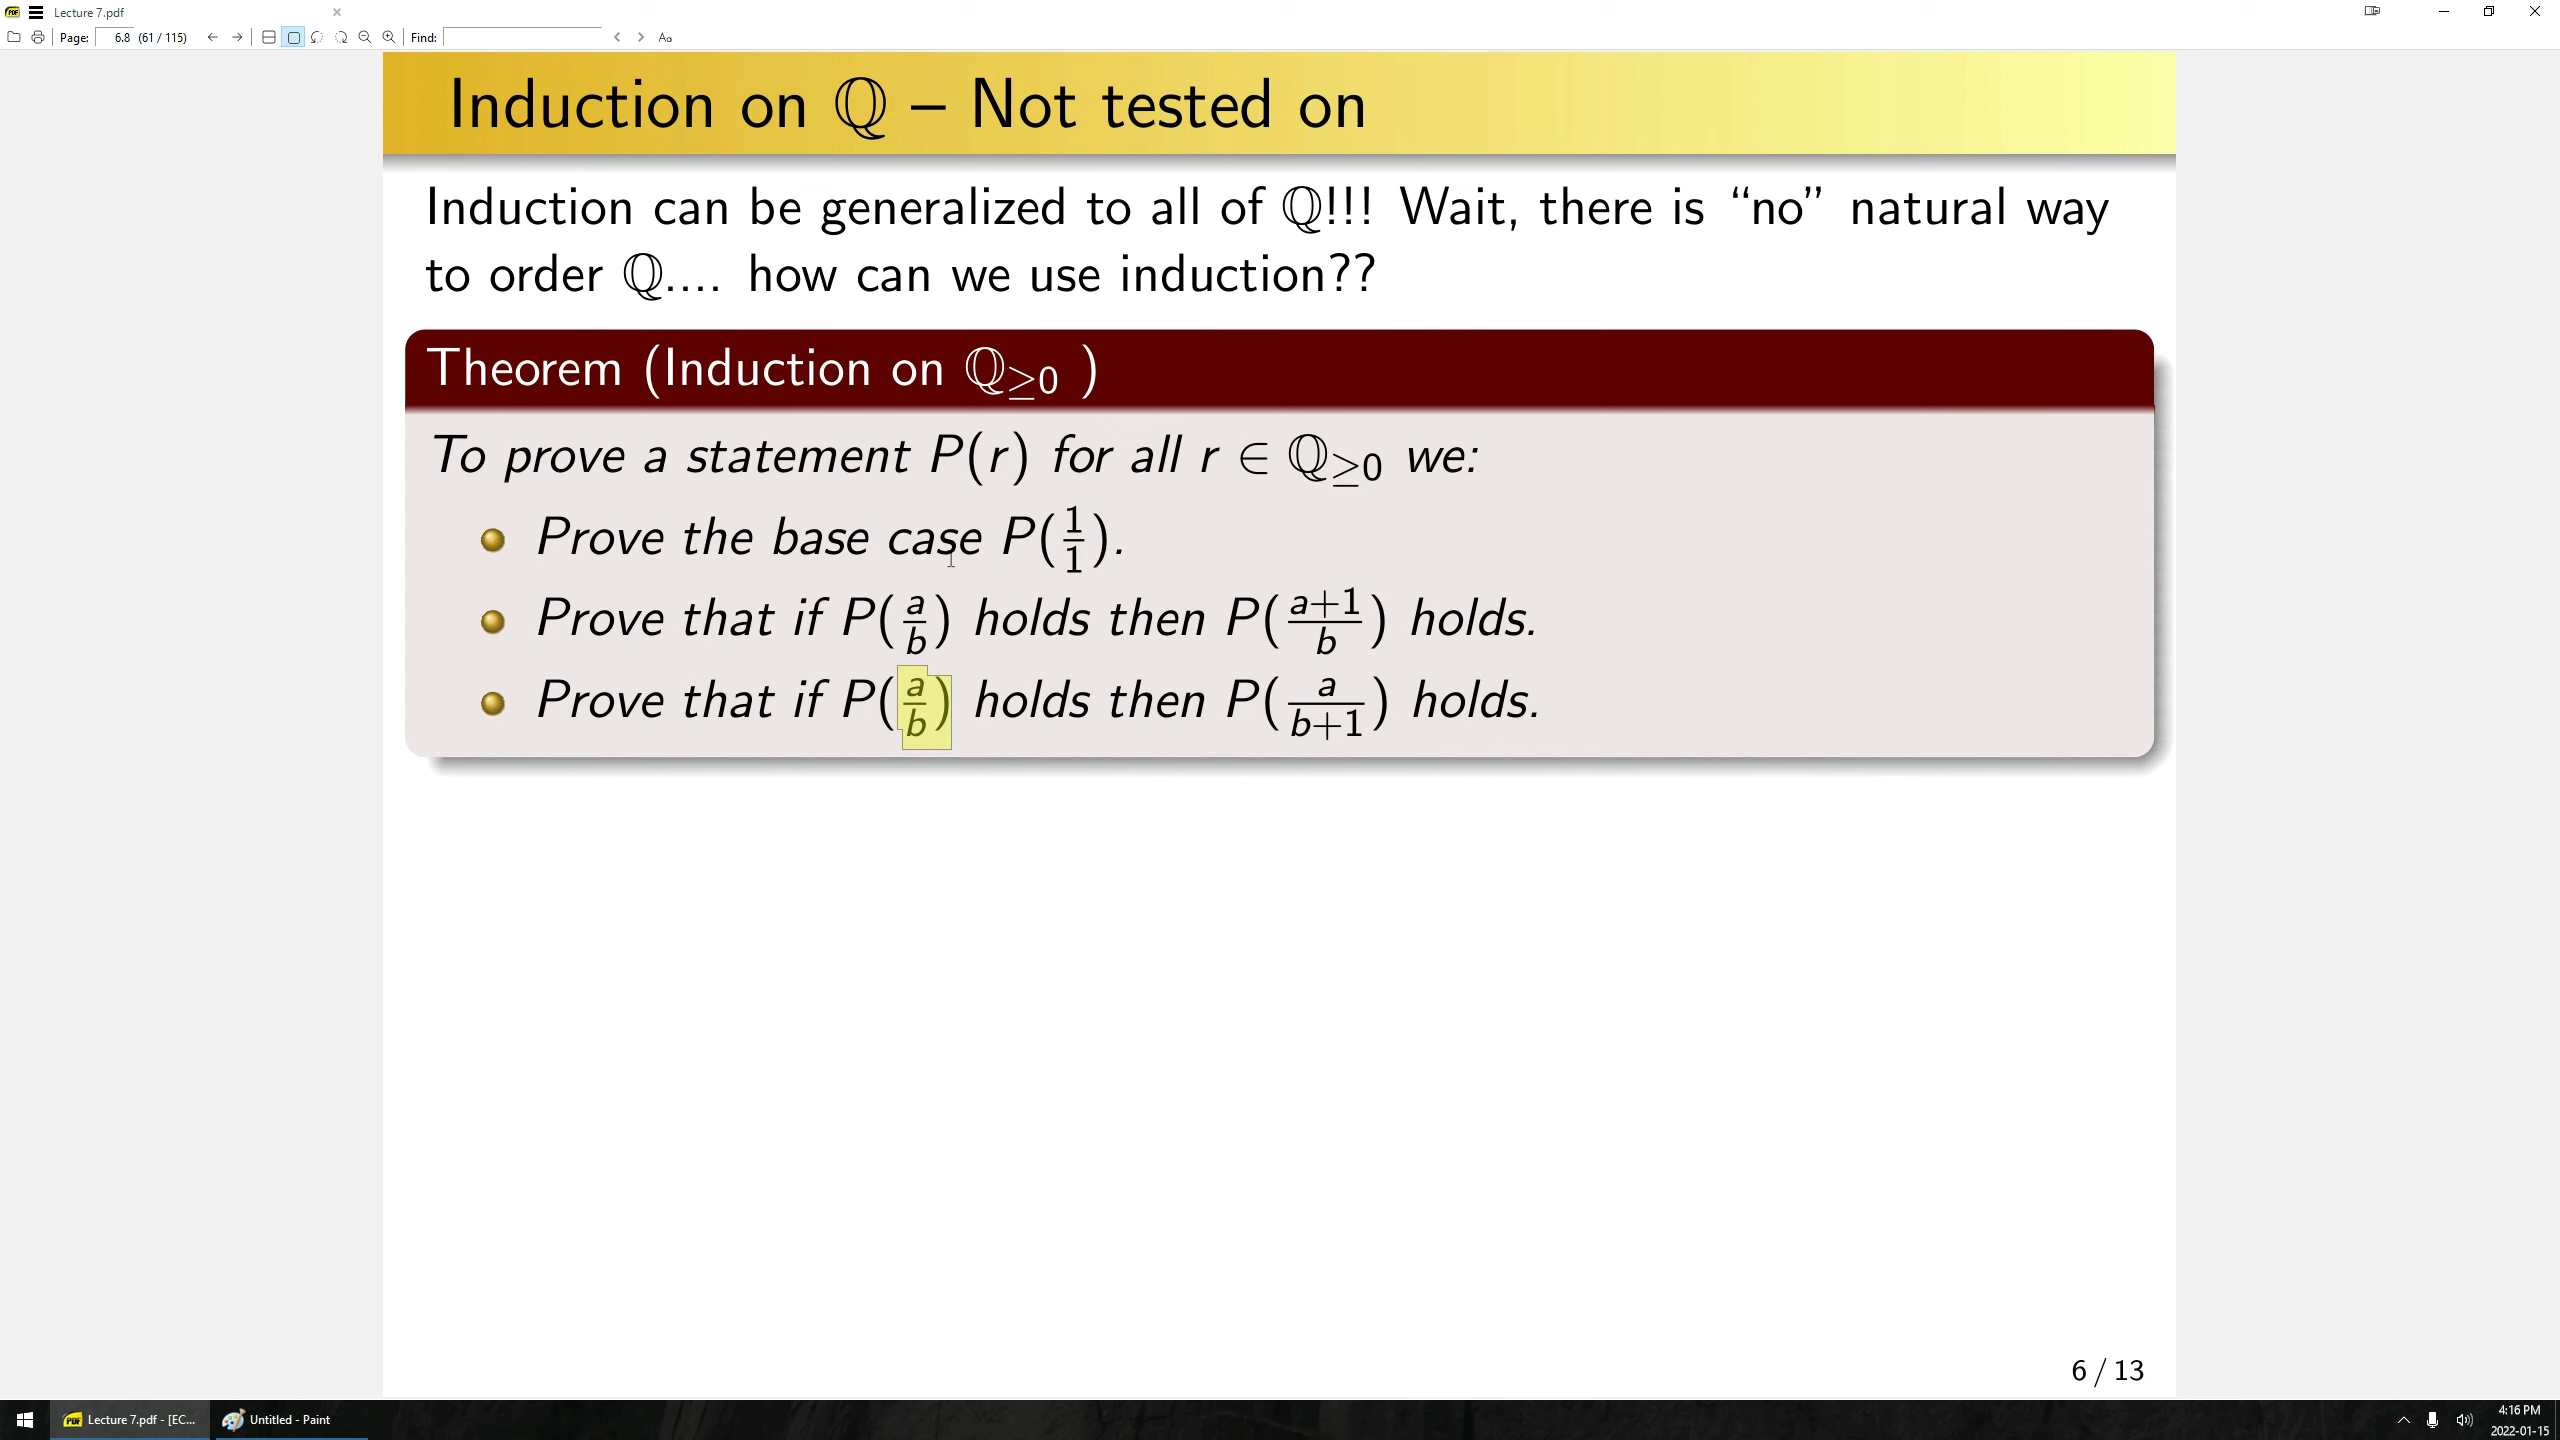 Lecture 7.pdf
Page: 6.8 (61 / 115) Find:
Induction on ℚ – Not tested on
Induction can be generalized to all of ℚ!!! Wait, there is “no” natural way
to order ℚ.... how can we use induction??
Theorem (Induction on ℚ≥0 )
To prove a statement P(r) for all r ∈ ℚ≥0 we:
Prove the base case P(1/1).
Prove that if P(a/b) holds then P(a+1/b) holds.
Prove that if P(a/b) holds then P(a/b+1) holds.
6 / 13
Lecture 7.pdf - [EC... Untitled - Paint
4:16 PM
2022-01-15